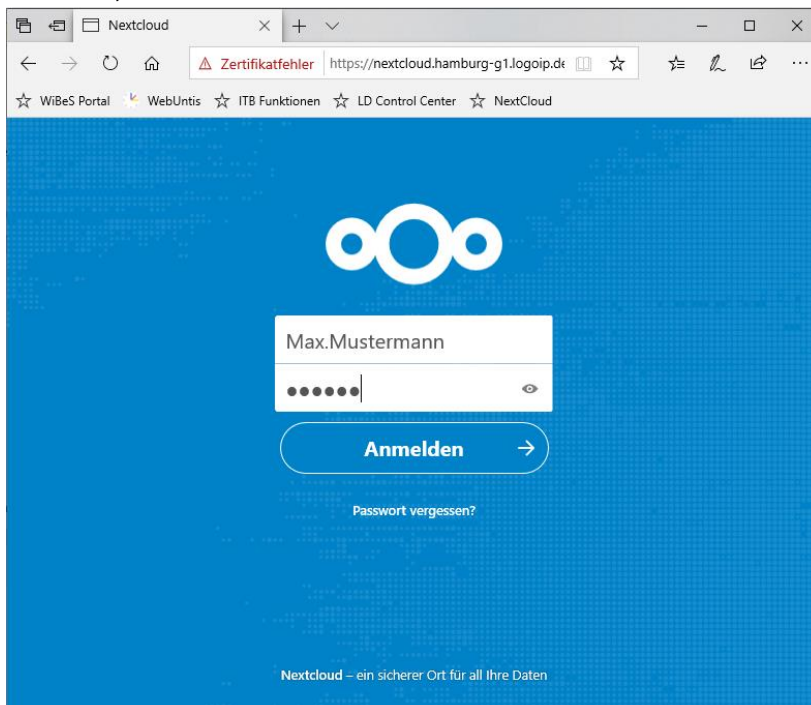 Nextcloud
Zertifikatfehler https://nextcloud.hamburg-g1.logoip.de
WiBeS Portal WebUntis ITB Funktionen LD Control Center NextCloud
Max.Mustermann
●●●●●●
Anmelden
Passwort vergessen?
Nextcloud – ein sicherer Ort für all Ihre Daten